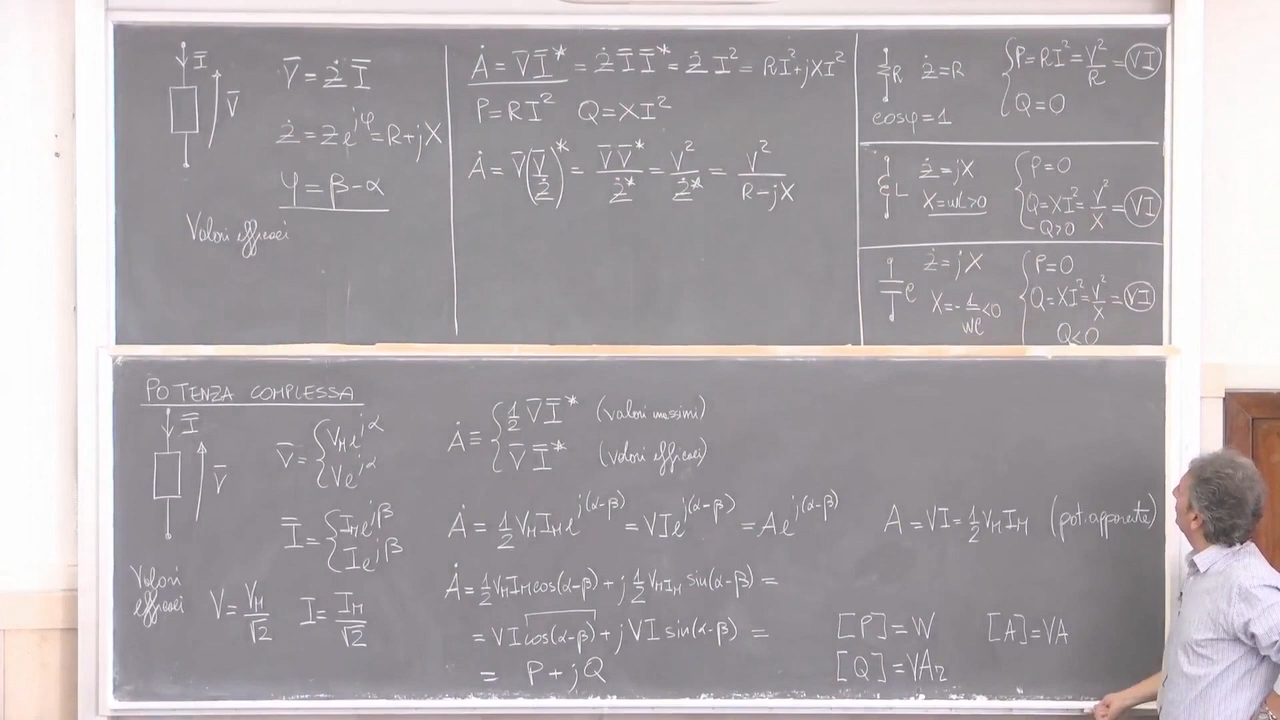 I̅
V̅
V̅ = Ż I̅
Ż = Z e^{jφ} = R + jX
φ = β - α
Valori efficaci
Ȧ = V̅ I̅* = Ż I̅ I̅* = Ż I² = RI² + jXI²
P = RI²   Q = XI²
Ȧ = V̅(V̅/Ż)* = V̅V̅*/Ż* = V²/Ż* = V²/(R-jX)
R   Ż = R
cosφ = 1
P = RI² = V²/R = VI
Q = 0
L   Ż = jX
X = ωL > 0
P = 0
Q = XI² = V²/X = VI
Q > 0
C   Ż = jX
X = -1/ωC < 0
P = 0
Q = XI² = V²/X = VI
Q < 0
POTENZA COMPLESSA
I̅
V̅
V̅ = { V_M e^{jα}
V e^{jα}
I̅ = { I_M e^{jβ}
I e^{jβ}
Valori
efficaci
V = V_M/√2   I = I_M/√2
Ȧ ≡ { 1/2 V̅ I̅* (valori massimi)
V̅ I̅* (valori efficaci)
Ȧ = 1/2 V_M I_M e^{j(α-β)} = VI e^{j(α-β)} = A e^{j(α-β)}
A = VI = 1/2 V_M I_M (pot. apparente)
Ȧ = 1/2 V_M I_M cos(α-β) + j 1/2 V_M I_M sin(α-β) =
= VI cos(α-β) + j VI sin(α-β) =
= P + jQ
[P] = W   [A] = VA
[Q] = VAr